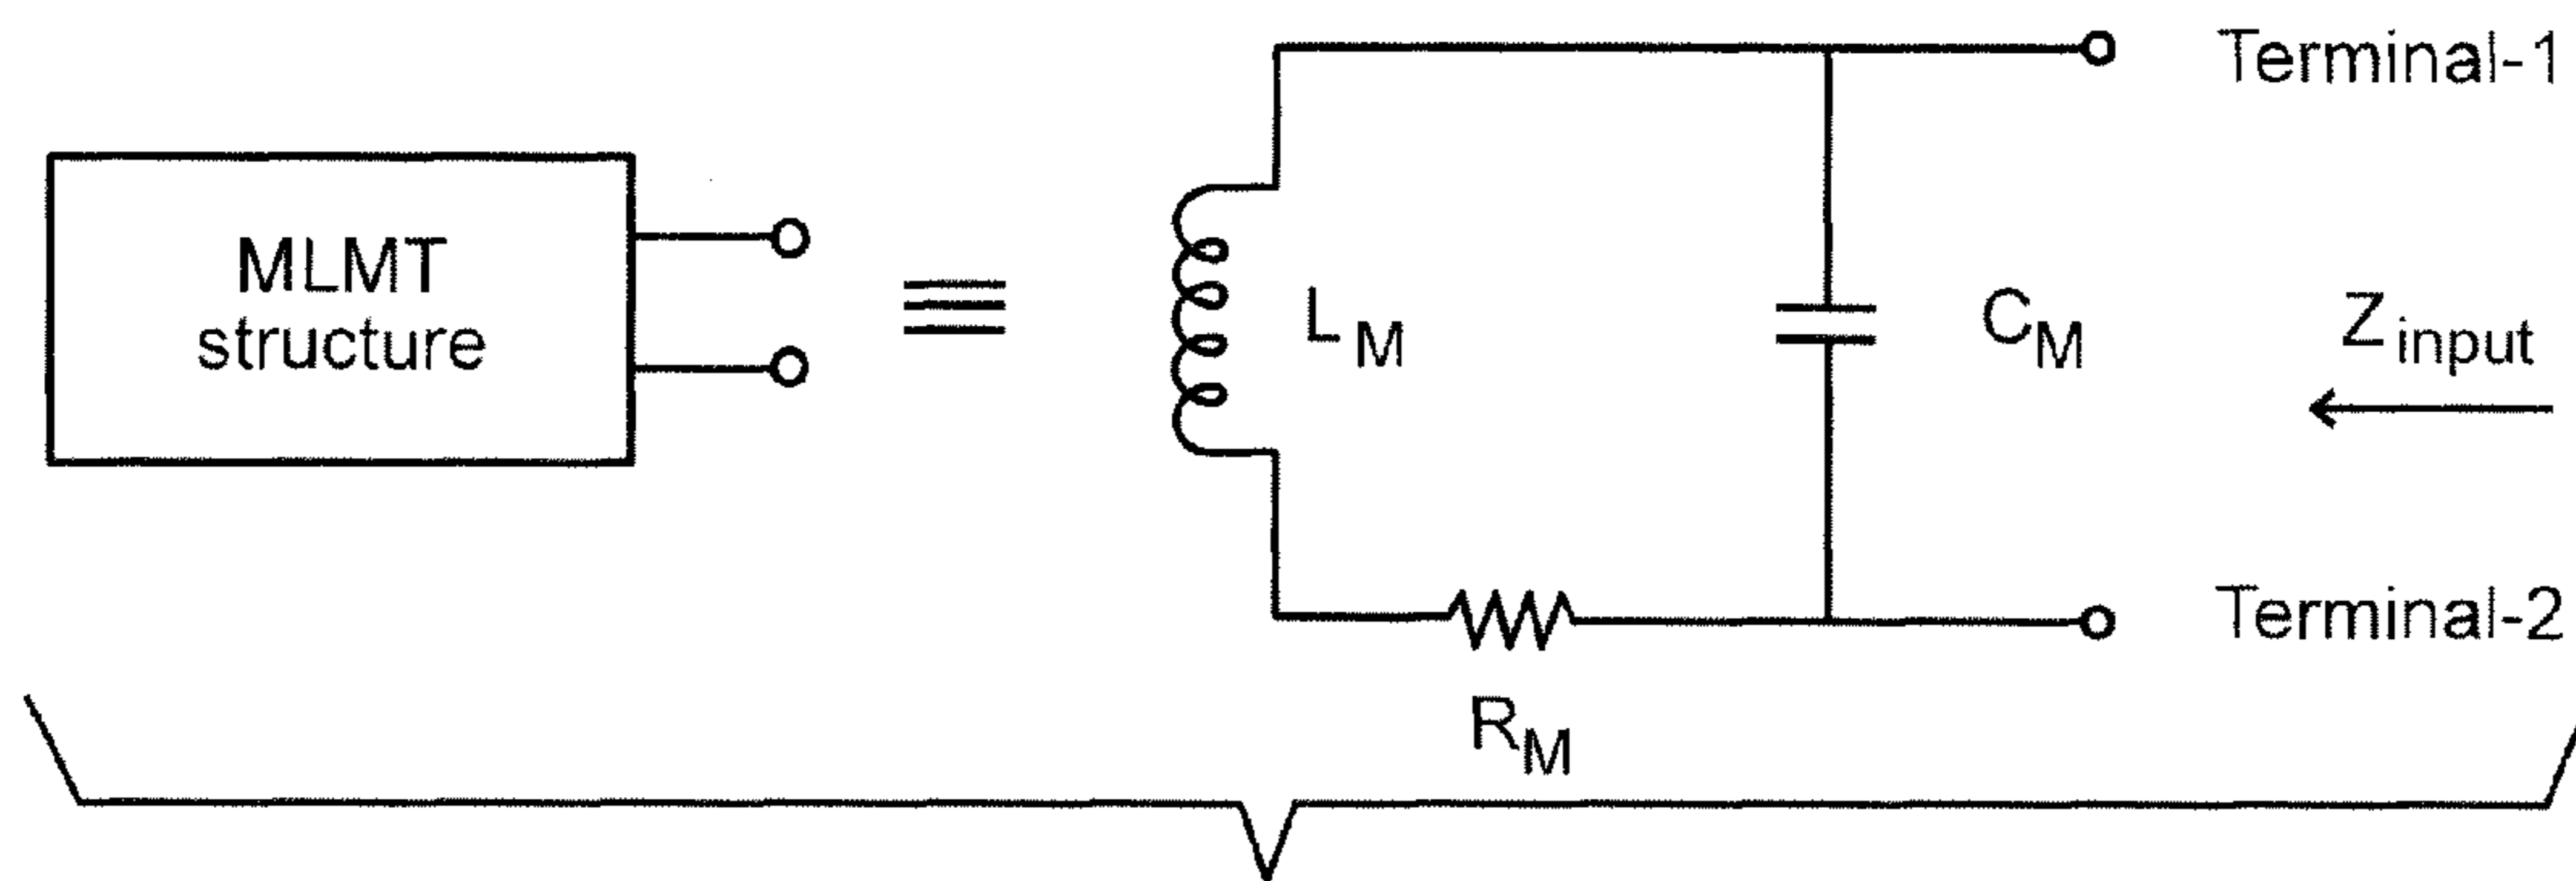 MLMT
structure
≡
L M
C M
R M
Z input
Terminal-1
Terminal-2